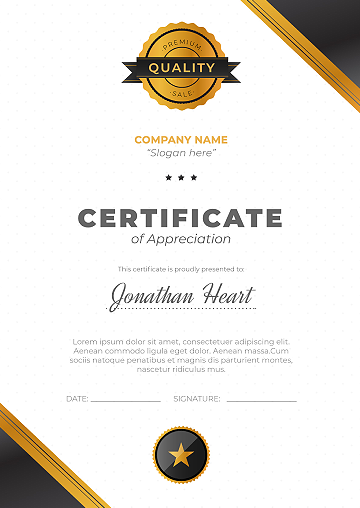 PREMIUM
QUALITY
SALE
COMPANY NAME
"Slogan here"
CERTIFICATE
of Appreciation
This certificate is proudly presented to:
Jonathan Heart
Lorem ipsum dolor sit amet, consectetuer adipiscing elit.
Aenean commodo ligula eget dolor. Aenean massa.Cum
sociis natoque penatibus et magnis dis parturient montes,
nascetur ridiculus mus.
DATE: SIGNATURE: